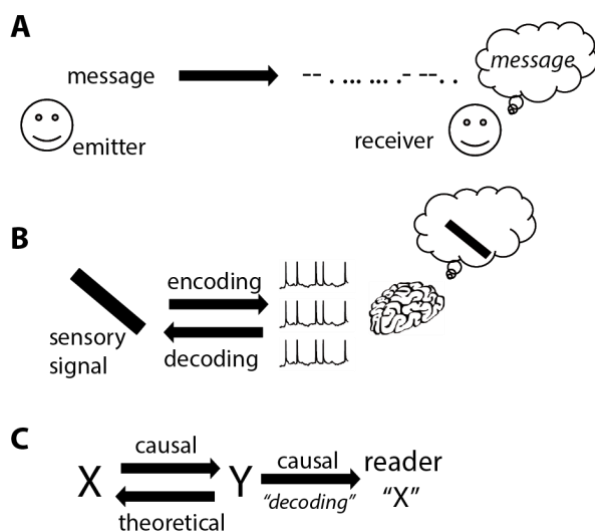 A
message
-- . ... ... .- --. .
message
emitter
receiver
B
encoding
sensory
signal
decoding
C
causal
X
Y
causal
reader
theoretical
"decoding"
"X"